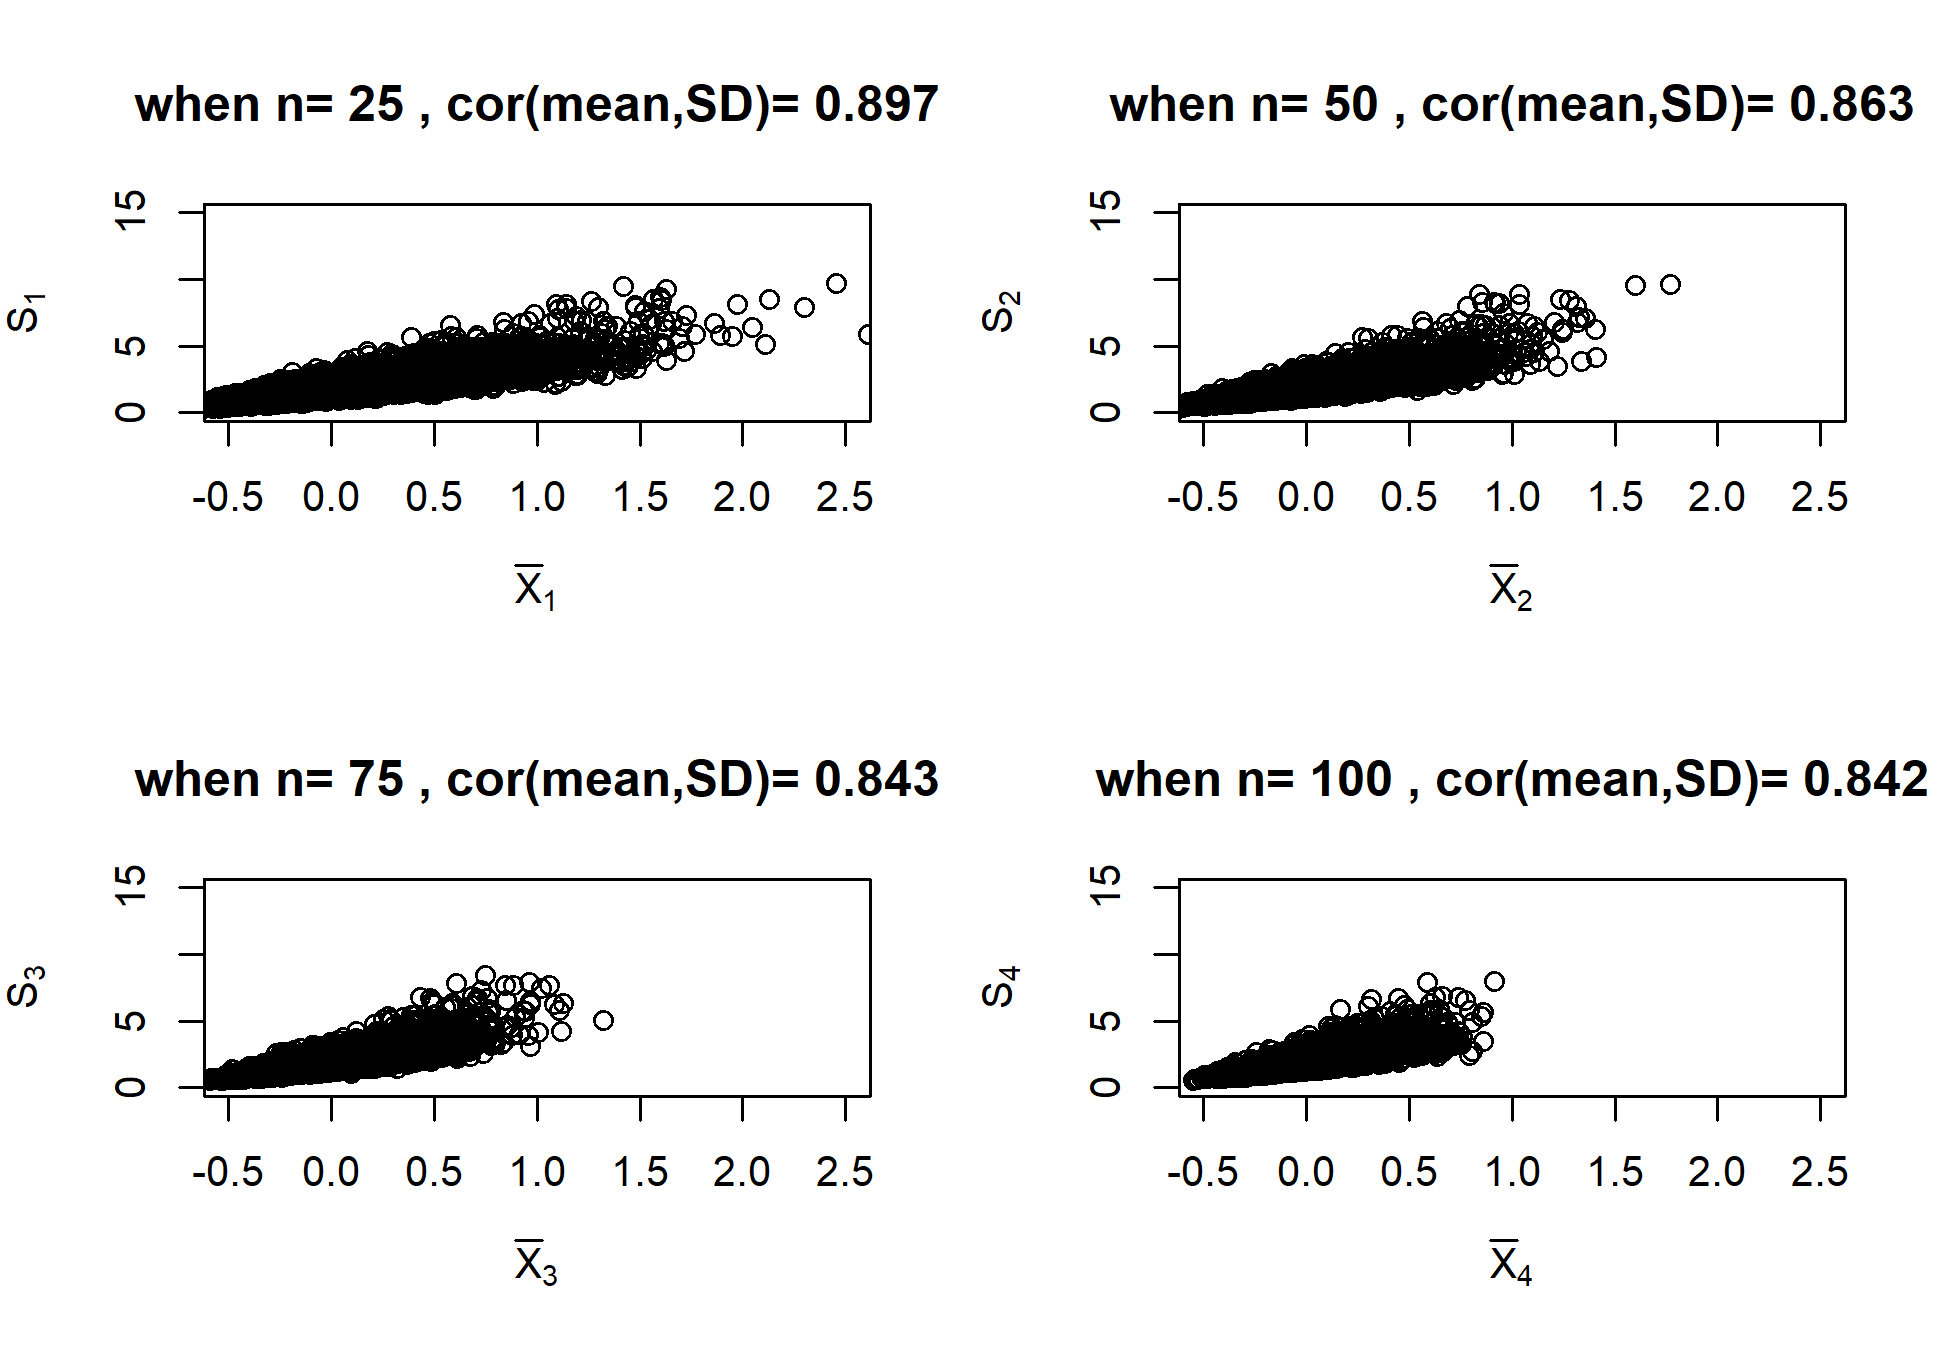 when n= 25 , cor(mean,SD)= 0.897
S1
15
5
0
-0.5 0.0 0.5 1.0 1.5 2.0 2.5
X̅1
when n= 50 , cor(mean,SD)= 0.863
S2
15
5
0
-0.5 0.0 0.5 1.0 1.5 2.0 2.5
X̅2
when n= 75 , cor(mean,SD)= 0.843
S3
15
5
0
-0.5 0.0 0.5 1.0 1.5 2.0 2.5
X̅3
when n= 100 , cor(mean,SD)= 0.842
S4
15
5
0
-0.5 0.0 0.5 1.0 1.5 2.0 2.5
X̅4